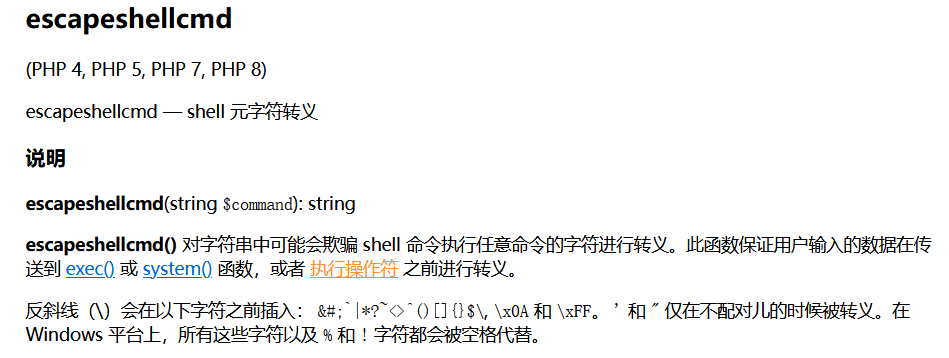 escapeshellcmd
(PHP 4, PHP 5, PHP 7, PHP 8)
escapeshellcmd — shell 元字符转义
说明
escapeshellcmd(string $command): string
escapeshellcmd() 对字符串中可能会欺骗 shell 命令执行任意命令的字符进行转义。此函数保证用户输入的数据在传
送到 exec() 或 system() 函数，或者 执行操作符 之前进行转义。
反斜线（\）会在以下字符之前插入： &#;`|*?~<>^()[]{}$\, \x0A 和 \xFF。 ' 和 " 仅在不配对儿的时候被转义。在
Windows 平台上，所有这些字符以及 % 和 ! 字符都会被空格代替。